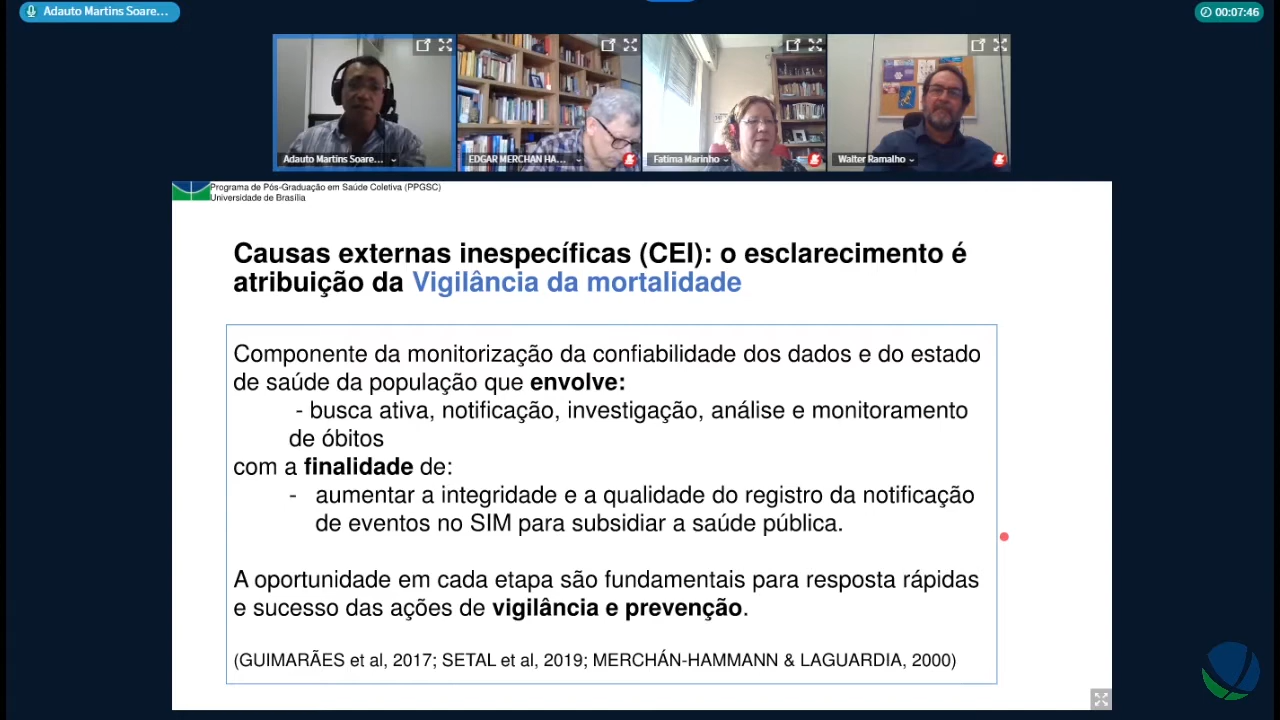 Adauto Martins Soare...
00:07:46
Adauto Martins Soare...
EDGAR MERCHAN HA...
Fatima Marinho
Walter Ramalho
Programa de Pós-Graduação em Saúde Coletiva (PPGSC)
Universidade de Brasília
Causas externas inespecíficas (CEI): o esclarecimento é
atribuição da Vigilância da mortalidade
Componente da monitorização da confiabilidade dos dados e do estado
de saúde da população que envolve:
- busca ativa, notificação, investigação, análise e monitoramento
de óbitos
com a finalidade de:
- aumentar a integridade e a qualidade do registro da notificação
de eventos no SIM para subsidiar a saúde pública.
A oportunidade em cada etapa são fundamentais para resposta rápidas
e sucesso das ações de vigilância e prevenção.
(GUIMARÃES et al, 2017; SETAL et al, 2019; MERCHÁN-HAMMANN & LAGUARDIA, 2000)